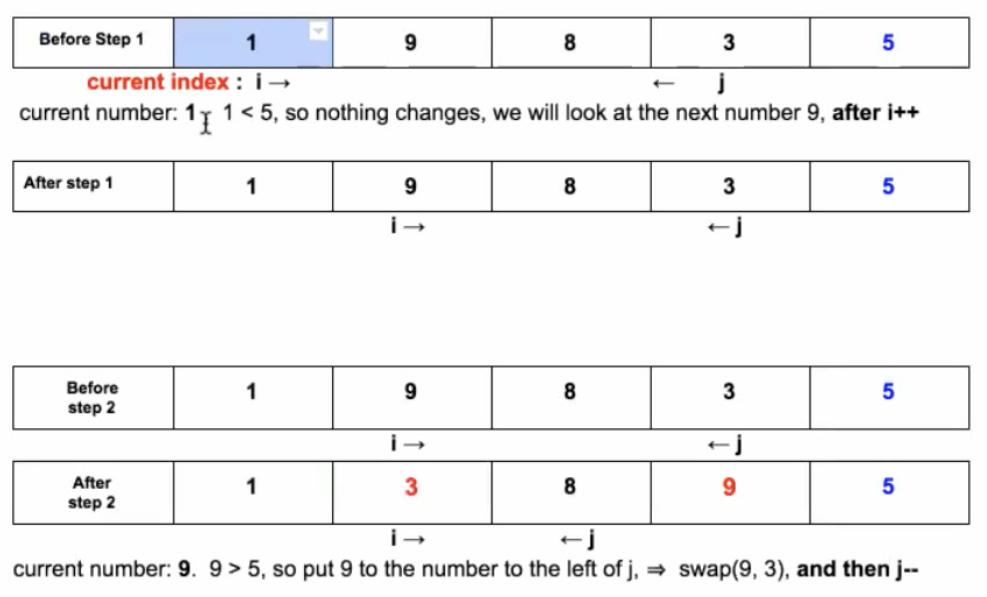 Before Step 1 1 9 8 3 5
current index : i → ← j
current number: 1, 1 < 5, so nothing changes, we will look at the next number 9, after i++
After step 1 1 9 8 3 5
i → ← j
Before step 2 1 9 8 3 5
i → ← j
After step 2 1 3 8 9 5
i → ← j
current number: 9. 9 > 5, so put 9 to the number to the left of j, ⇒ swap(9, 3), and then j--